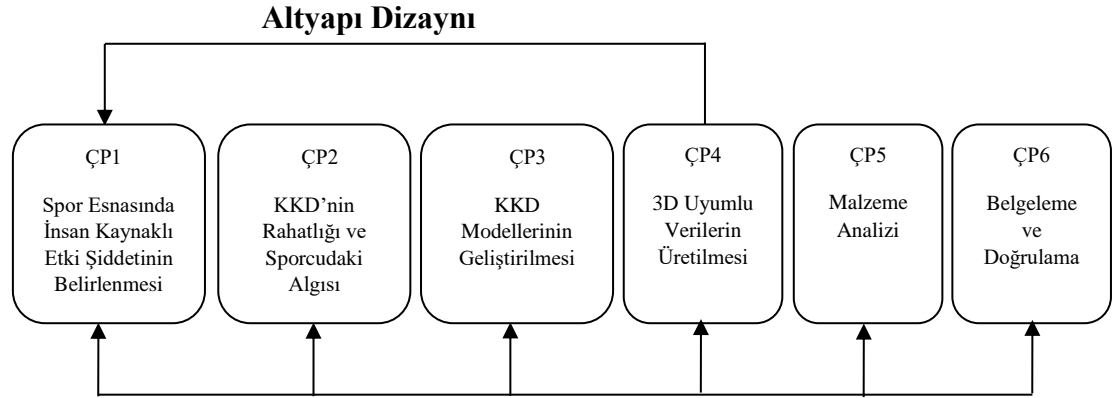 Altyapı Dizaynı
ÇP1
Spor Esnasında
İnsan Kaynaklı
Etki Şiddetinin
Belirlenmesi
ÇP2
KKD’nin
Rahatlığı ve
Sporcudaki
Algısı
ÇP3
KKD
Modellerinin
Geliştirilmesi
ÇP4
3D Uyumlu
Verilerin
Üretilmesi
ÇP5
Malzeme
Analizi
ÇP6
Belgeleme
ve
Doğrulama